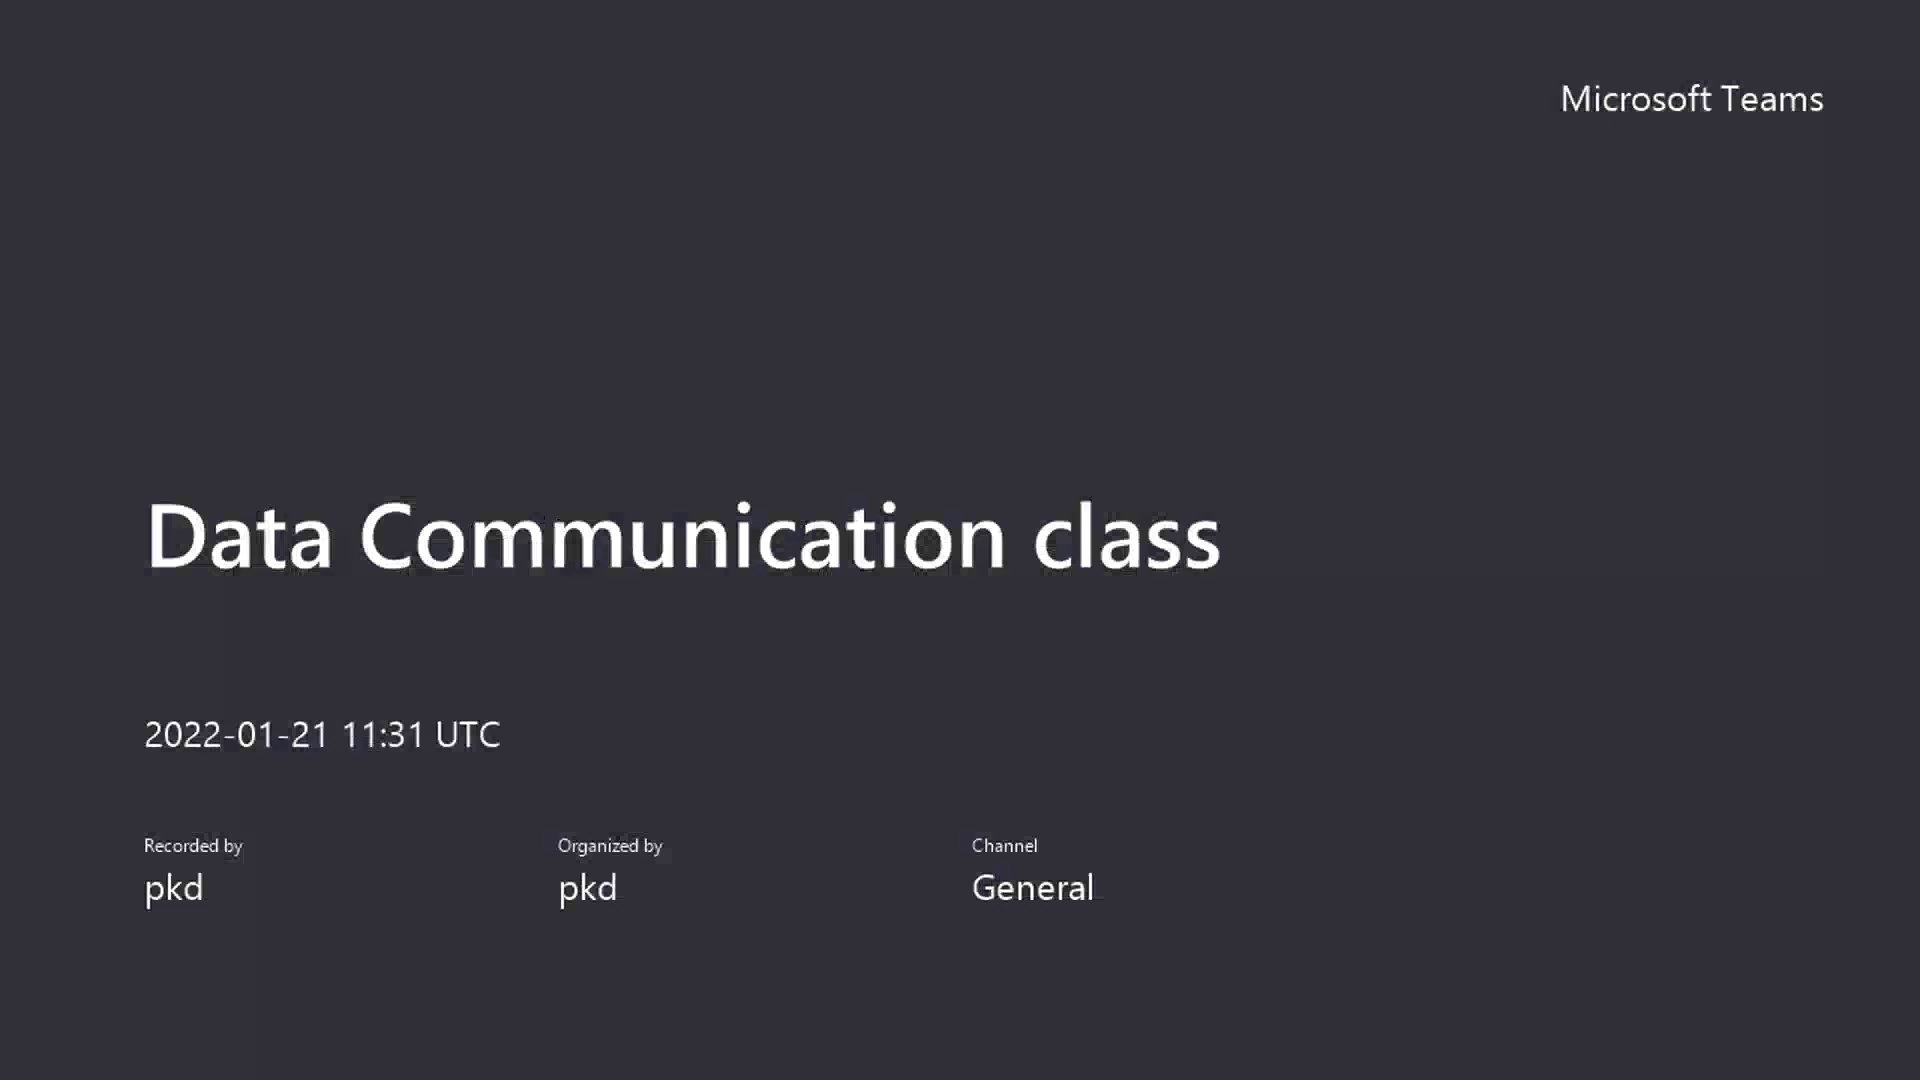 Microsoft Teams
Data Communication class
2022-01-21 11:31 UTC
Recorded by
pkd
Organized by
pkd
Channel
General